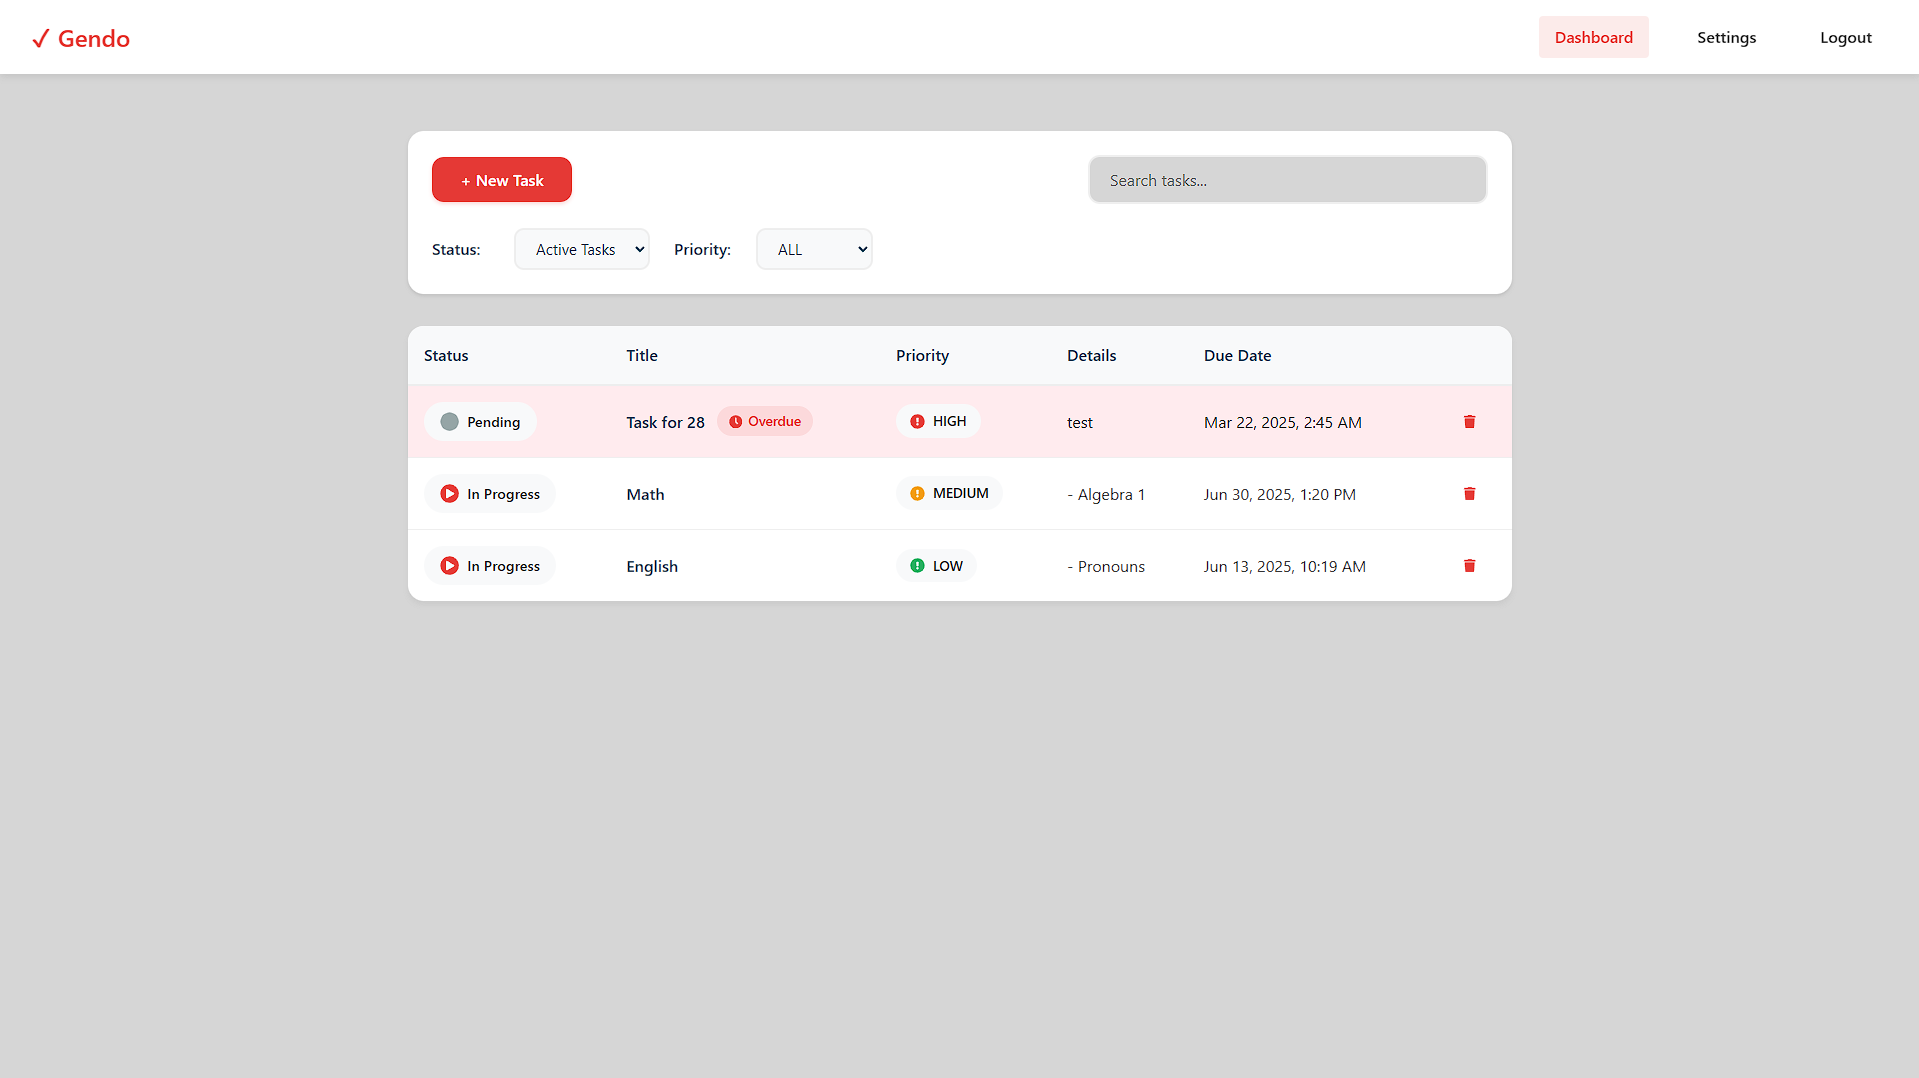 ✓ Gendo
Dashboard Settings Logout
+ New Task
Search tasks...
Status: Active Tasks Priority: ALL
Status Title Priority Details Due Date
Pending Task for 28 Overdue HIGH test Mar 22, 2025, 2:45 AM
In Progress Math MEDIUM - Algebra 1 Jun 30, 2025, 1:20 PM
In Progress English LOW - Pronouns Jun 13, 2025, 10:19 AM